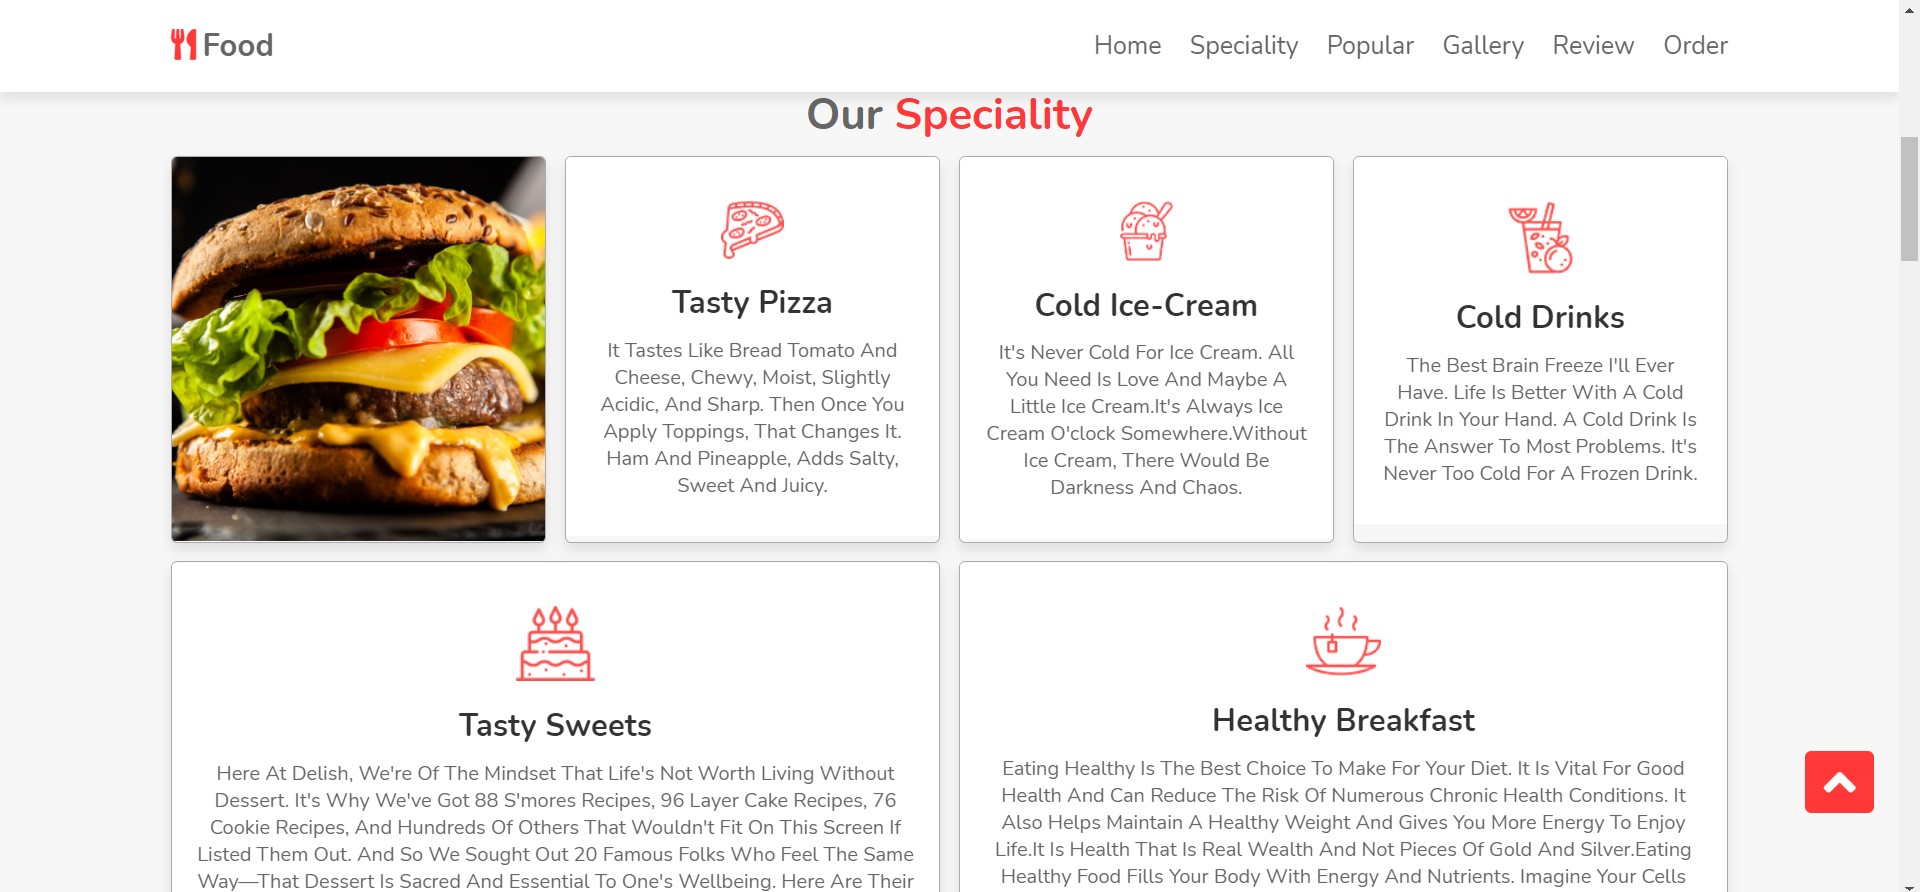 Food
Home Speciality Popular Gallery Review Order
Our Speciality
Tasty Pizza
It Tastes Like Bread Tomato And
Cheese, Chewy, Moist, Slightly
Acidic, And Sharp. Then Once You
Apply Toppings, That Changes It.
Ham And Pineapple, Adds Salty,
Sweet And Juicy.
Cold Ice-Cream
It's Never Cold For Ice Cream. All
You Need Is Love And Maybe A
Little Ice Cream.It's Always Ice
Cream O'clock Somewhere.Without
Ice Cream, There Would Be
Darkness And Chaos.
Cold Drinks
The Best Brain Freeze I'll Ever
Have. Life Is Better With A Cold
Drink In Your Hand. A Cold Drink Is
The Answer To Most Problems. It's
Never Too Cold For A Frozen Drink.
Tasty Sweets
Here At Delish, We're Of The Mindset That Life's Not Worth Living Without
Dessert. It's Why We've Got 88 S'mores Recipes, 96 Layer Cake Recipes, 76
Cookie Recipes, And Hundreds Of Others That Wouldn't Fit On This Screen If
Listed Them Out. And So We Sought Out 20 Famous Folks Who Feel The Same
Way—That Dessert Is Sacred And Essential To One's Wellbeing. Here Are Their
Healthy Breakfast
Eating Healthy Is The Best Choice To Make For Your Diet. It Is Vital For Good
Health And Can Reduce The Risk Of Numerous Chronic Health Conditions. It
Also Helps Maintain A Healthy Weight And Gives You More Energy To Enjoy
Life.It Is Health That Is Real Wealth And Not Pieces Of Gold And Silver.Eating
Healthy Food Fills Your Body With Energy And Nutrients. Imagine Your Cells